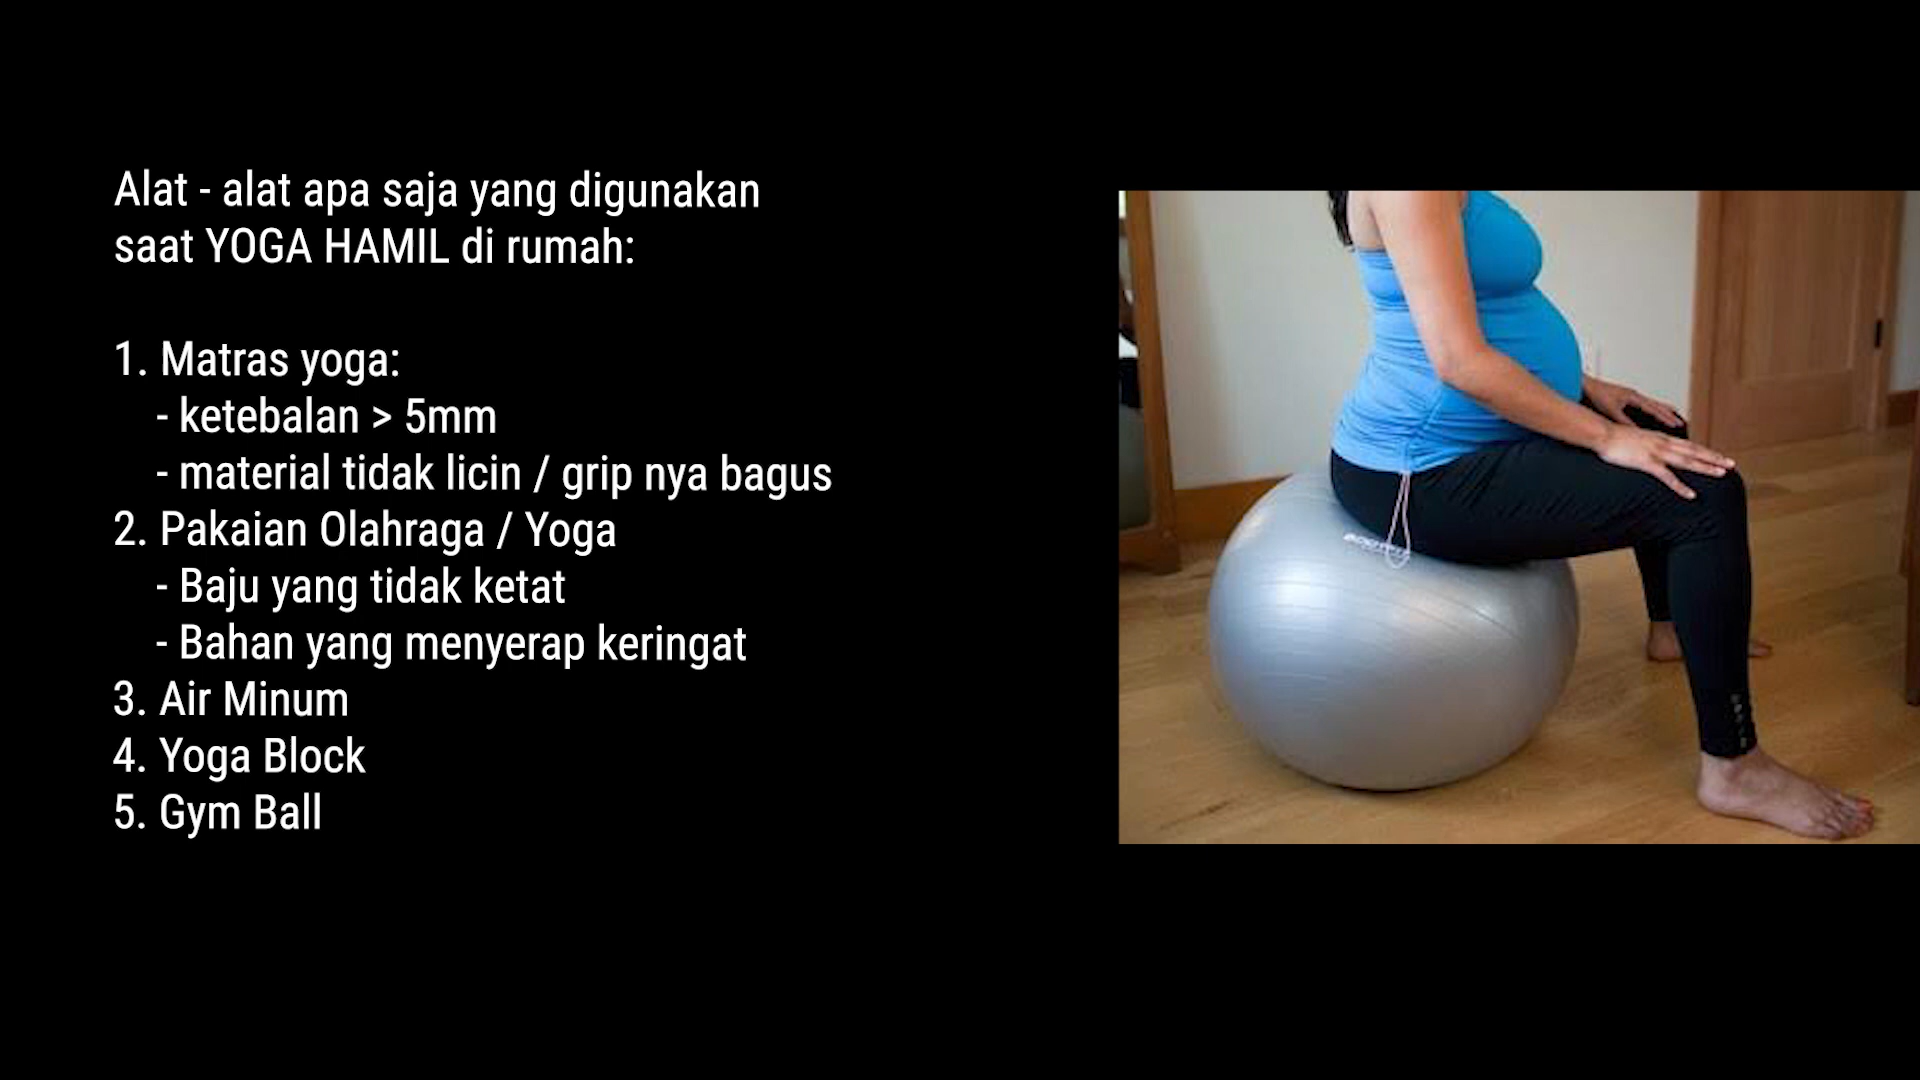 Alat - alat apa saja yang digunakan
saat YOGA HAMIL di rumah:
1. Matras yoga:
- ketebalan > 5mm
- material tidak licin / grip nya bagus
2. Pakaian Olahraga / Yoga
- Baju yang tidak ketat
- Bahan yang menyerap keringat
3. Air Minum
4. Yoga Block
5. Gym Ball